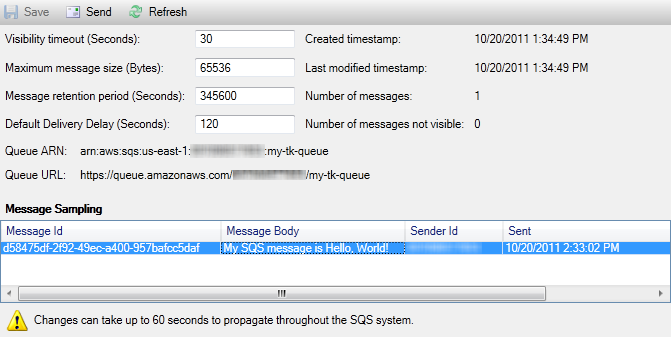 Save Send Refresh
Visibility timeout (Seconds): 30 Created timestamp: 10/20/2011 1:34:49 PM
Maximum message size (Bytes): 65536 Last modified timestamp: 10/20/2011 1:34:49 PM
Message retention period (Seconds): 345600 Number of messages: 1
Default Delivery Delay (Seconds): 120 Number of messages not visible: 0
Queue ARN: arn:aws:sqs:us-east-1: :my-tk-queue
Queue URL: https://queue.amazonaws.com/ /my-tk-queue
Message Sampling
Message Id Message Body Sender Id Sent
d58475df-2f92-49ec-a400-957bafcc5daf My SQS message is Hello, World! 10/20/2011 2:33:02 PM
Changes can take up to 60 seconds to propagate throughout the SQS system.